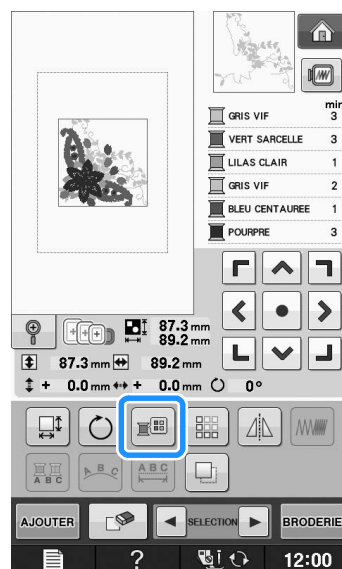 min
GRIS VIF 3
VERT SARCELLE 3
LILAS CLAIR 1
GRIS VIF 2
BLEU CENTAUREE 1
POURPRE 3
87.3 mm
89.2 mm
87.3 mm 89.2 mm
+ 0.0 mm + 0.0 mm 0°
A B C A B C A B C
AJOUTER SELECTION BRODERIE
? 12:00